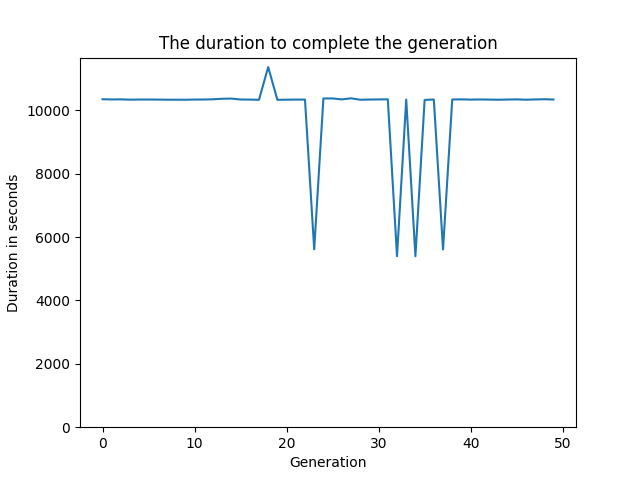 The duration to complete the generation
Duration in seconds
10000
8000
6000
4000
2000
0
0 10 20 30 40 50
Generation